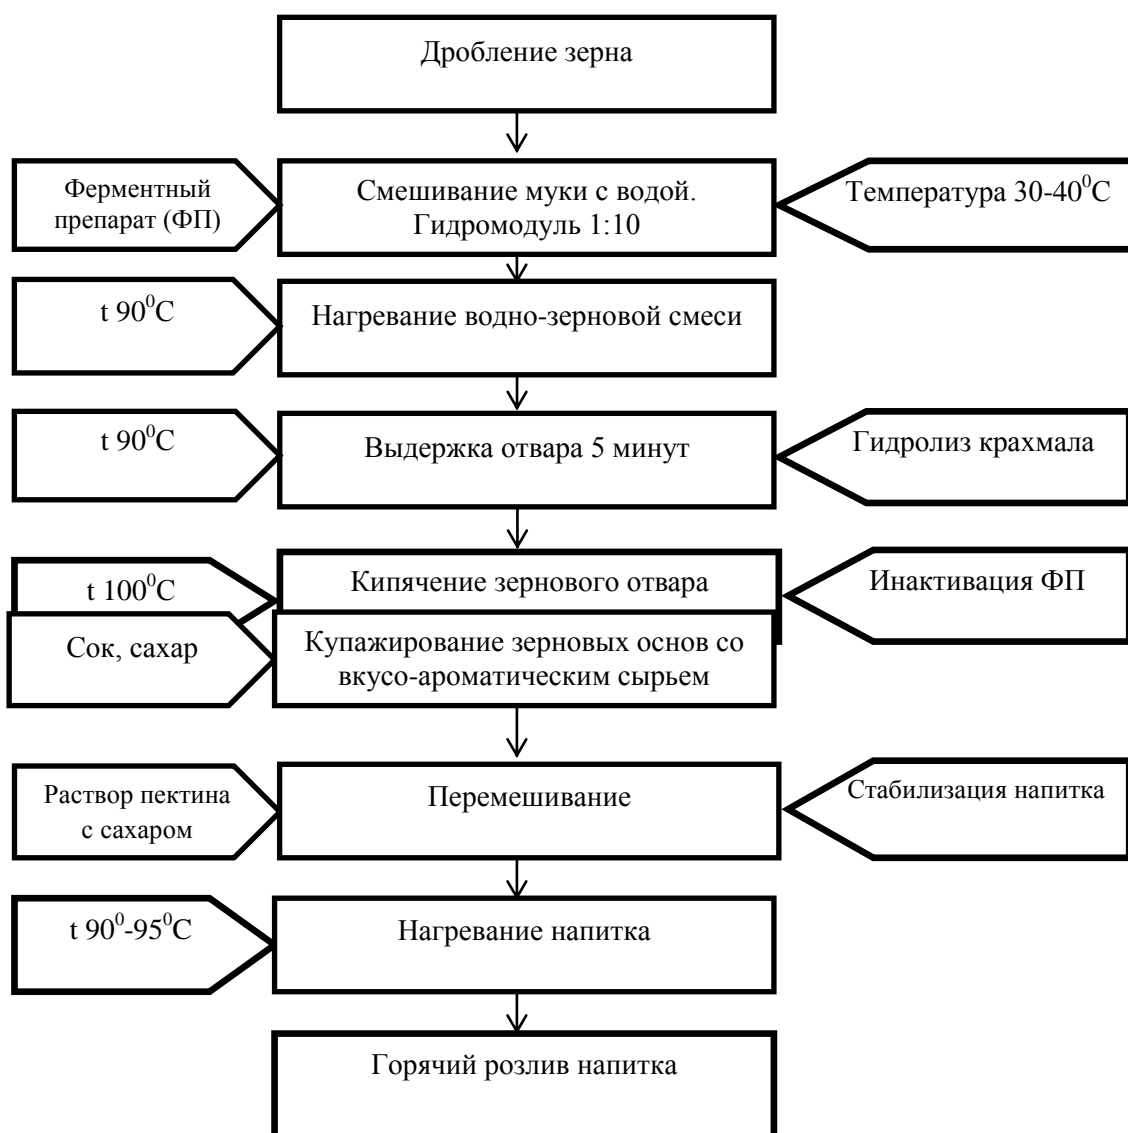 Дробление зерна
Ферментный
препарат (ФП)
Смешивание муки с водой.
Гидромодуль 1:10
Температура 30-40⁰С
t 90⁰С
Нагревание водно-зерновой смеси
t 90⁰С
Выдержка отвара 5 минут
Гидролиз крахмала
t 100⁰С
Кипячение зернового отвара
Инактивация ФП
Сок, сахар
Купажирование зерновых основ со
вкусо-ароматическим сырьем
Раствор пектина
с сахаром
Перемешивание
Стабилизация напитка
t 90⁰-95⁰С
Нагревание напитка
Горячий розлив напитка